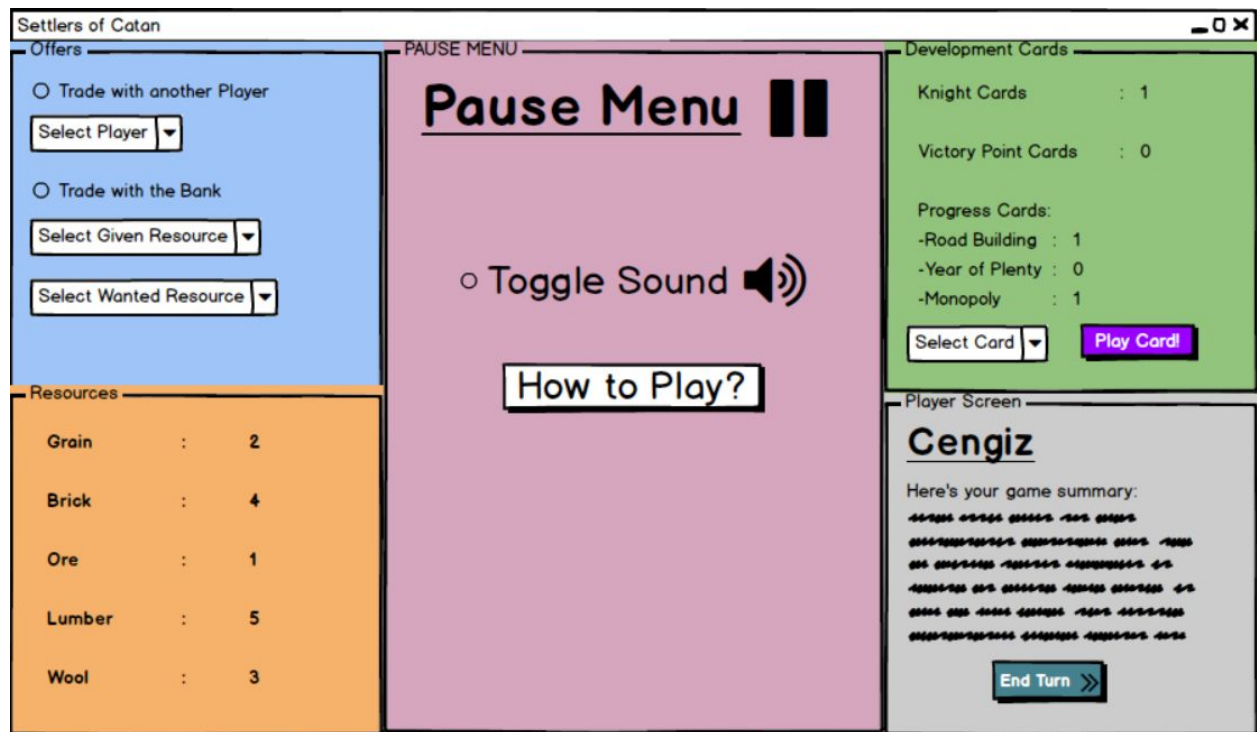 Settlers of Catan
Offers
Trade with another Player
Select Player
Trade with the Bank
Select Given Resource
Select Wanted Resource
Resources
Grain : 2
Brick : 4
Ore : 1
Lumber : 5
Wool : 3
PAUSE MENU
Pause Menu
Toggle Sound
How to Play?
Development Cards
Knight Cards : 1
Victory Point Cards : 0
Progress Cards:
-Road Building : 1
-Year of Plenty : 0
-Monopoly : 1
Select Card
Play Card!
Player Screen
Cengiz
Here's your game summary:
End Turn